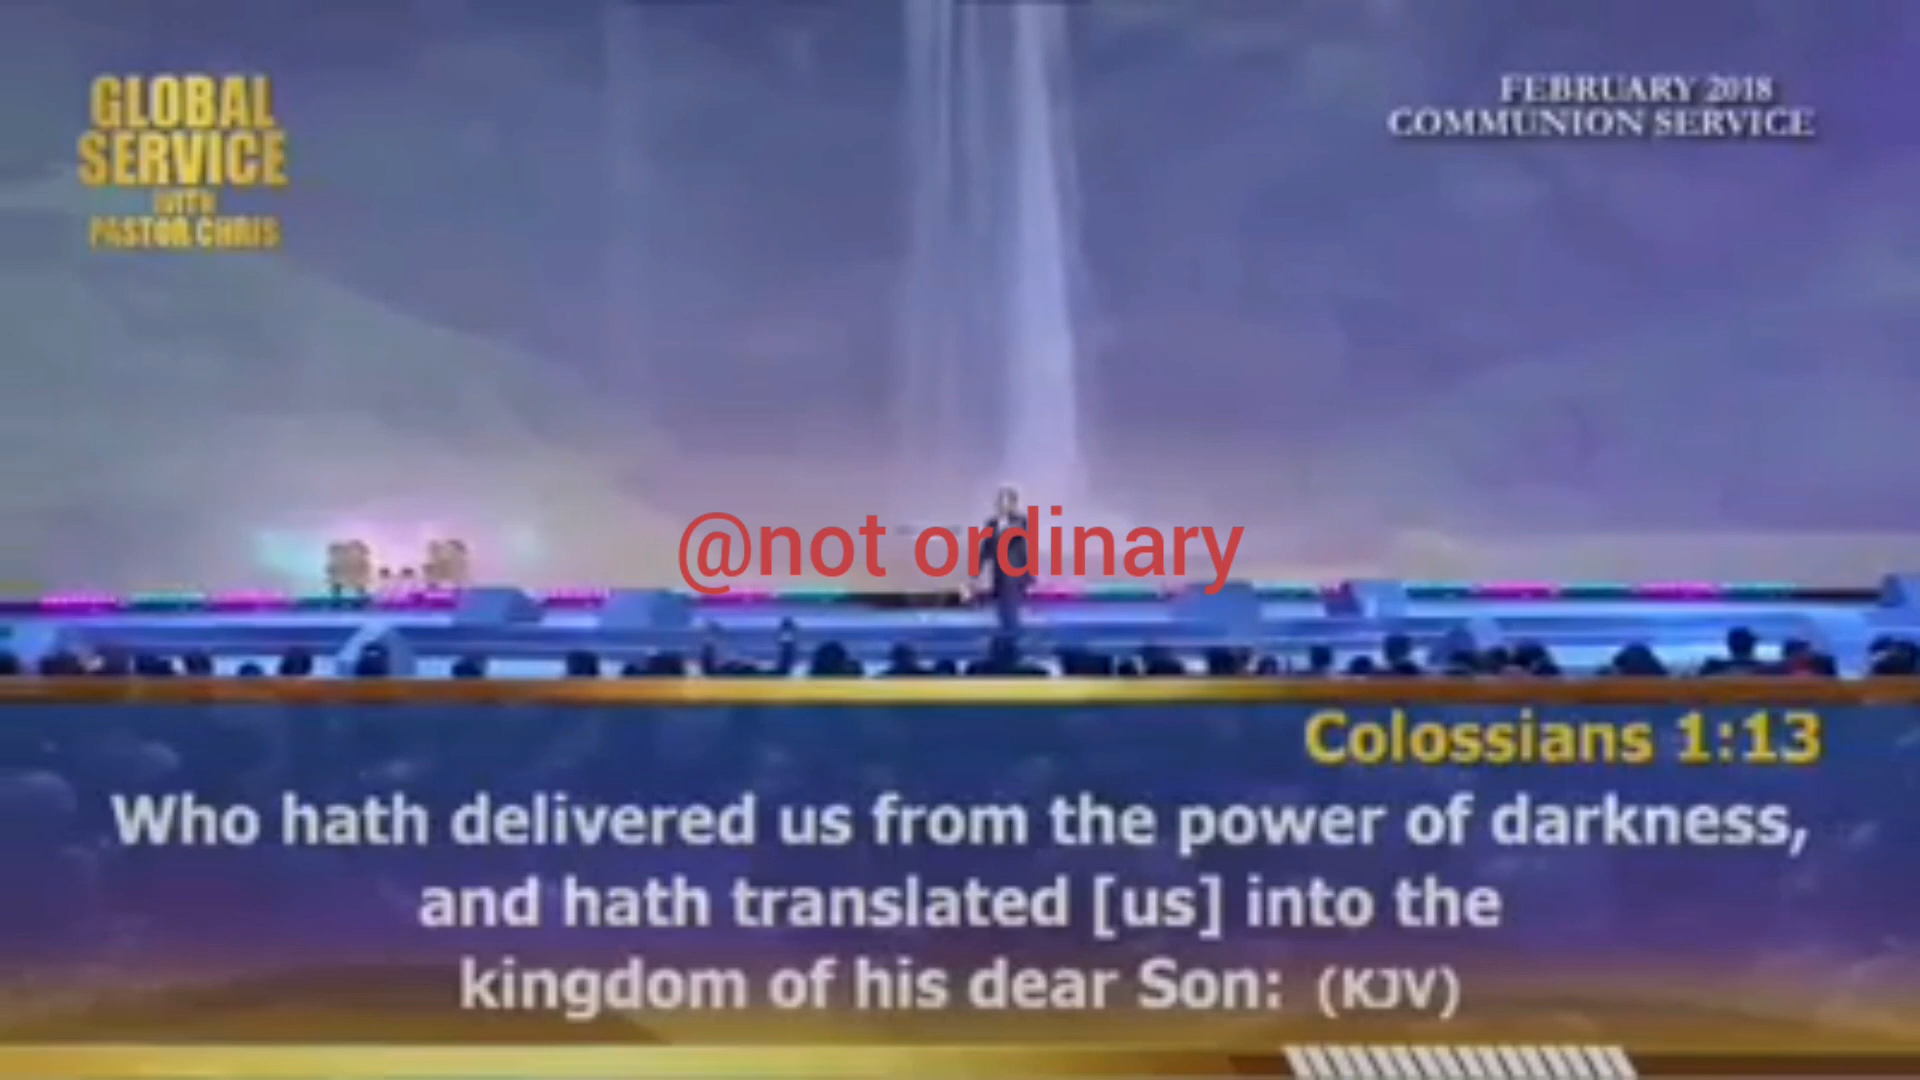 GLOBAL
SERVICE
WITH
PASTOR CHRIS
FEBRUARY 2018
COMMUNION SERVICE
@not ordinary
Colossians 1:13
Who hath delivered us from the power of darkness,
and hath translated [us] into the
kingdom of his dear Son: (KJV)